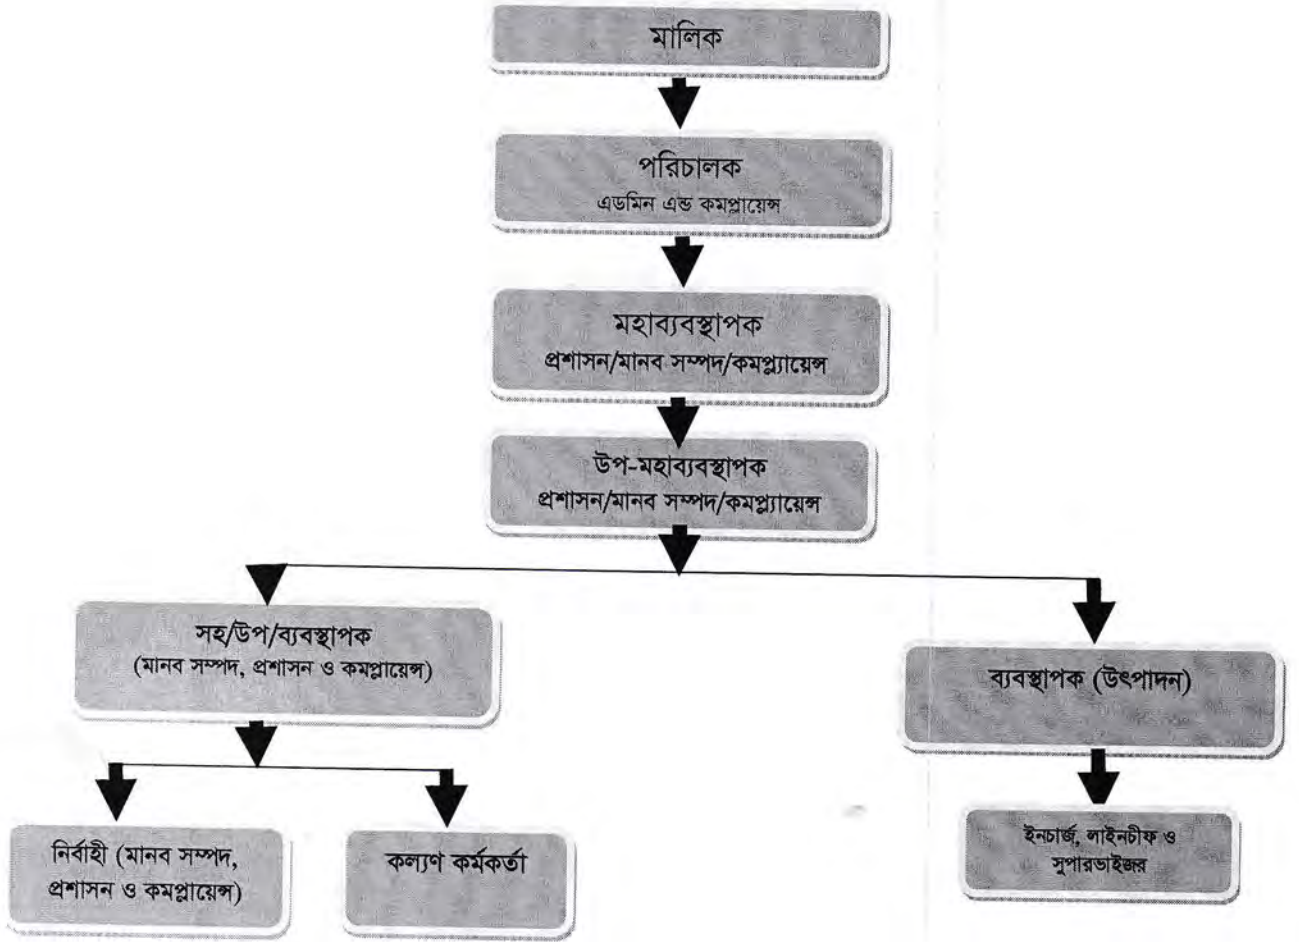 মালিক
পরিচালক
এডমিন এন্ড কমপ্লায়েন্স
মহাব্যবস্থাপক
প্রশাসন/মানব সম্পদ/কমপ্ল্যায়েন্স
উপ-মহাব্যবস্থাপক
প্রশাসন/মানব সম্পদ/কমপ্ল্যায়েন্স
সহ/উপ/ব্যবস্থাপক
(মানব সম্পদ, প্রশাসন ও কমপ্লায়েন্স)
ব্যবস্থাপক (উৎপাদন)
নির্বাহী (মানব সম্পদ,
প্রশাসন ও কমপ্লায়েন্স)
কল্যণ কর্মকর্তা
ইনচার্জ, লাইনচীফ ও
সুপারভাইজর